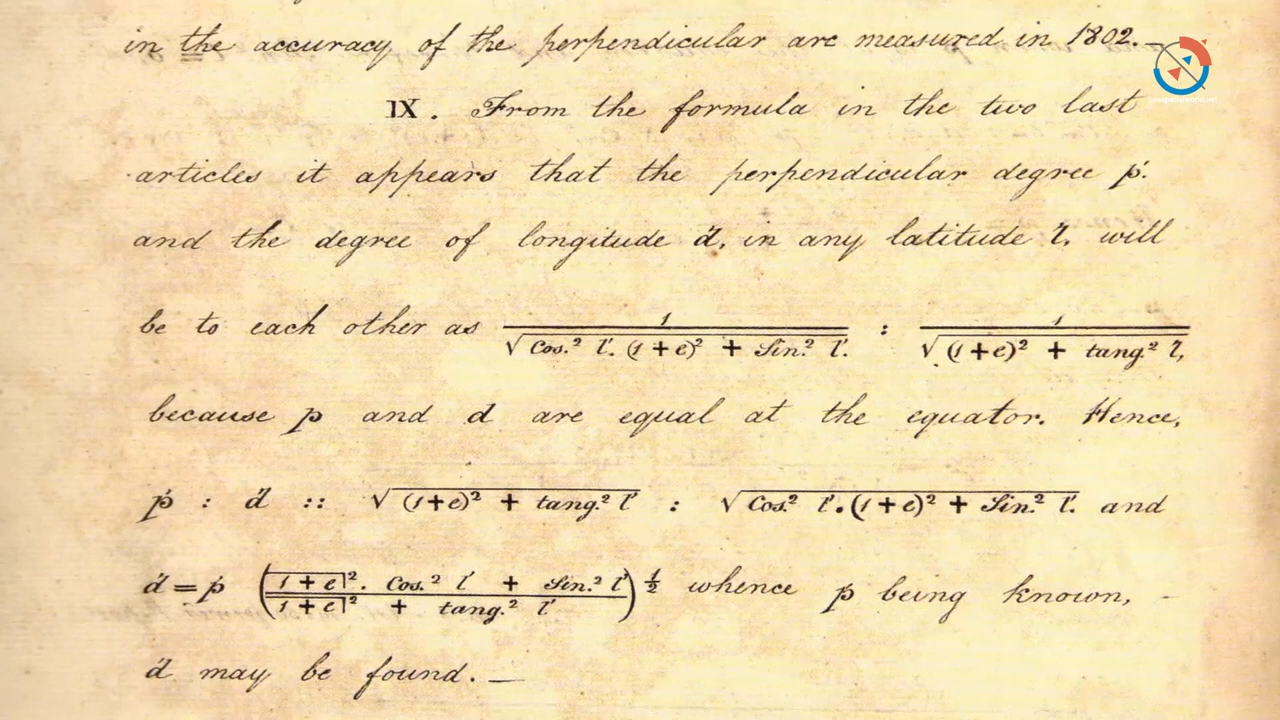 in the accuracy of the perpendicular arc measured in 1802.—
IX. From the formula in the two last
articles it appears that the perpendicular degree p'.
and the degree of longitude d', in any latitude l', will
be to each other as 1/√Cos.² l'. (1+e)² + Sin.² l'. : 1/√(1+e)² + tang.² l',
because p and d are equal at the equator. Hence,
p' : d' :: √(1+e)² + tang.² l' : √Cos.² l'.(1+e)² + Sin.² l'. and
d' = p' (1+e|². Cos.² l' + Sin.² l' / 1+e|² + tang.² l')½ whence p being known, -
d' may be found. —